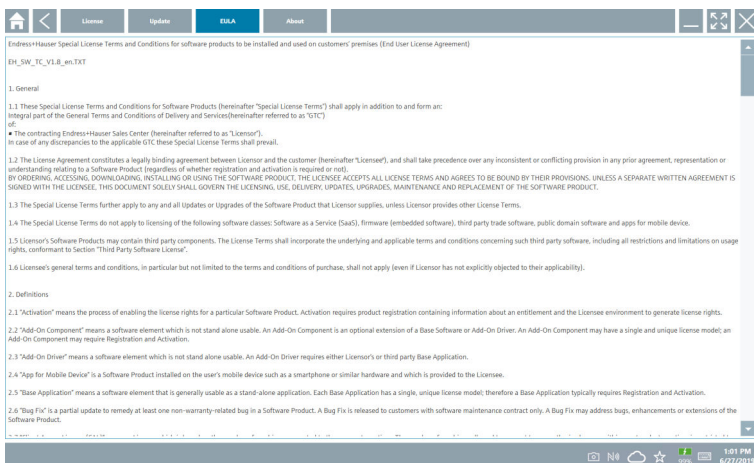 License Update EULA About
Endress+Hauser Special License Terms and Conditions for software products to be installed and used on customers' premises (End User License Agreement)
EH_SW_TC_V1.8_en.TXT
1. General
1.1 These Special License Terms and Conditions for Software Products (hereinafter "Special License Terms") shall apply in addition to and form an:
Integral part of the General Terms and Conditions of Delivery and Services(hereinafter referred to as "GTC")
of:
■ The contracting Endress+Hauser Sales Center (hereinafter referred to as "Licensor").
In case of any discrepancies to the applicable GTC these Special License Terms shall prevail.
1.2 The License Agreement constitutes a legally binding agreement between Licensor and the customer (hereinafter "Licensee"), and shall take precedence over any inconsistent or conflicting provision in any prior agreement, representation or
understanding relating to a Software Product (regardless of whether registration and activation is required or not).
BY ORDERING, ACCESSING, DOWNLOADING, INSTALLING OR USING THE SOFTWARE PRODUCT, THE LICENSEE ACCEPTS ALL LICENSE TERMS AND AGREES TO BE BOUND BY THEIR PROVISIONS, UNLESS A SEPARATE WRITTEN AGREEMENT IS
SIGNED WITH THE LICENSEE, THIS DOCUMENT SOLELY SHALL GOVERN THE LICENSING, USE, DELIVERY, UPDATES, UPGRADES, MAINTENANCE AND REPLACEMENT OF THE SOFTWARE PRODUCT.
1.3 The Special License Terms further apply to any and all Updates or Upgrades of the Software Product that Licensor supplies, unless Licensor provides other License Terms.
1.4 The Special License Terms do not apply to licensing of the following software classes: Software as a Service (SaaS), firmware (embedded software), third party trade software, public domain software and apps for mobile device.
1.5 Licensor's Software Products may contain third party components. The License Terms shall incorporate the underlying and applicable terms and conditions concerning such third party software, including all restrictions and limitations on usage
rights, conformant to Section "Third Party Software License".
1.6 Licensee's general terms and conditions, in particular but not limited to the terms and conditions of purchase, shall not apply (even if Licensor has not explicitly objected to their applicability).
2. Definitions
2.1 "Activation" means the process of enabling the license rights for a particular Software Product. Activation requires product registration containing information about an entitlement and the Licensee environment to generate license rights.
2.2 "Add-On Component" means a software element which is not stand alone usable. An Add-On Component is an optional extension of a Base Software or Add-On Driver. An Add-On Component may have a single and unique license model; an
Add-On Component may require Registration and Activation.
2.3 "Add-On Driver" means a software element which is not stand alone usable. An Add-On Driver requires either Licensor's or third party Base Application.
2.4 "App for Mobile Device" is a Software Product installed on the user's mobile device such as a smartphone or similar hardware and which is provided to the Licensee.
2.5 "Base Application" means a software element that is generally usable as a stand-alone application. Each Base Application has a single, unique license model; therefore a Base Application typically requires Registration and Activation.
2.6 "Bug Fix" is a partial update to remedy at least one non-warranty-related bug in a Software Product. A Bug Fix is released to customers with software maintenance contract only. A Bug Fix may address bugs, enhancements or extensions of the
Software Product.
99% 1:01 PM